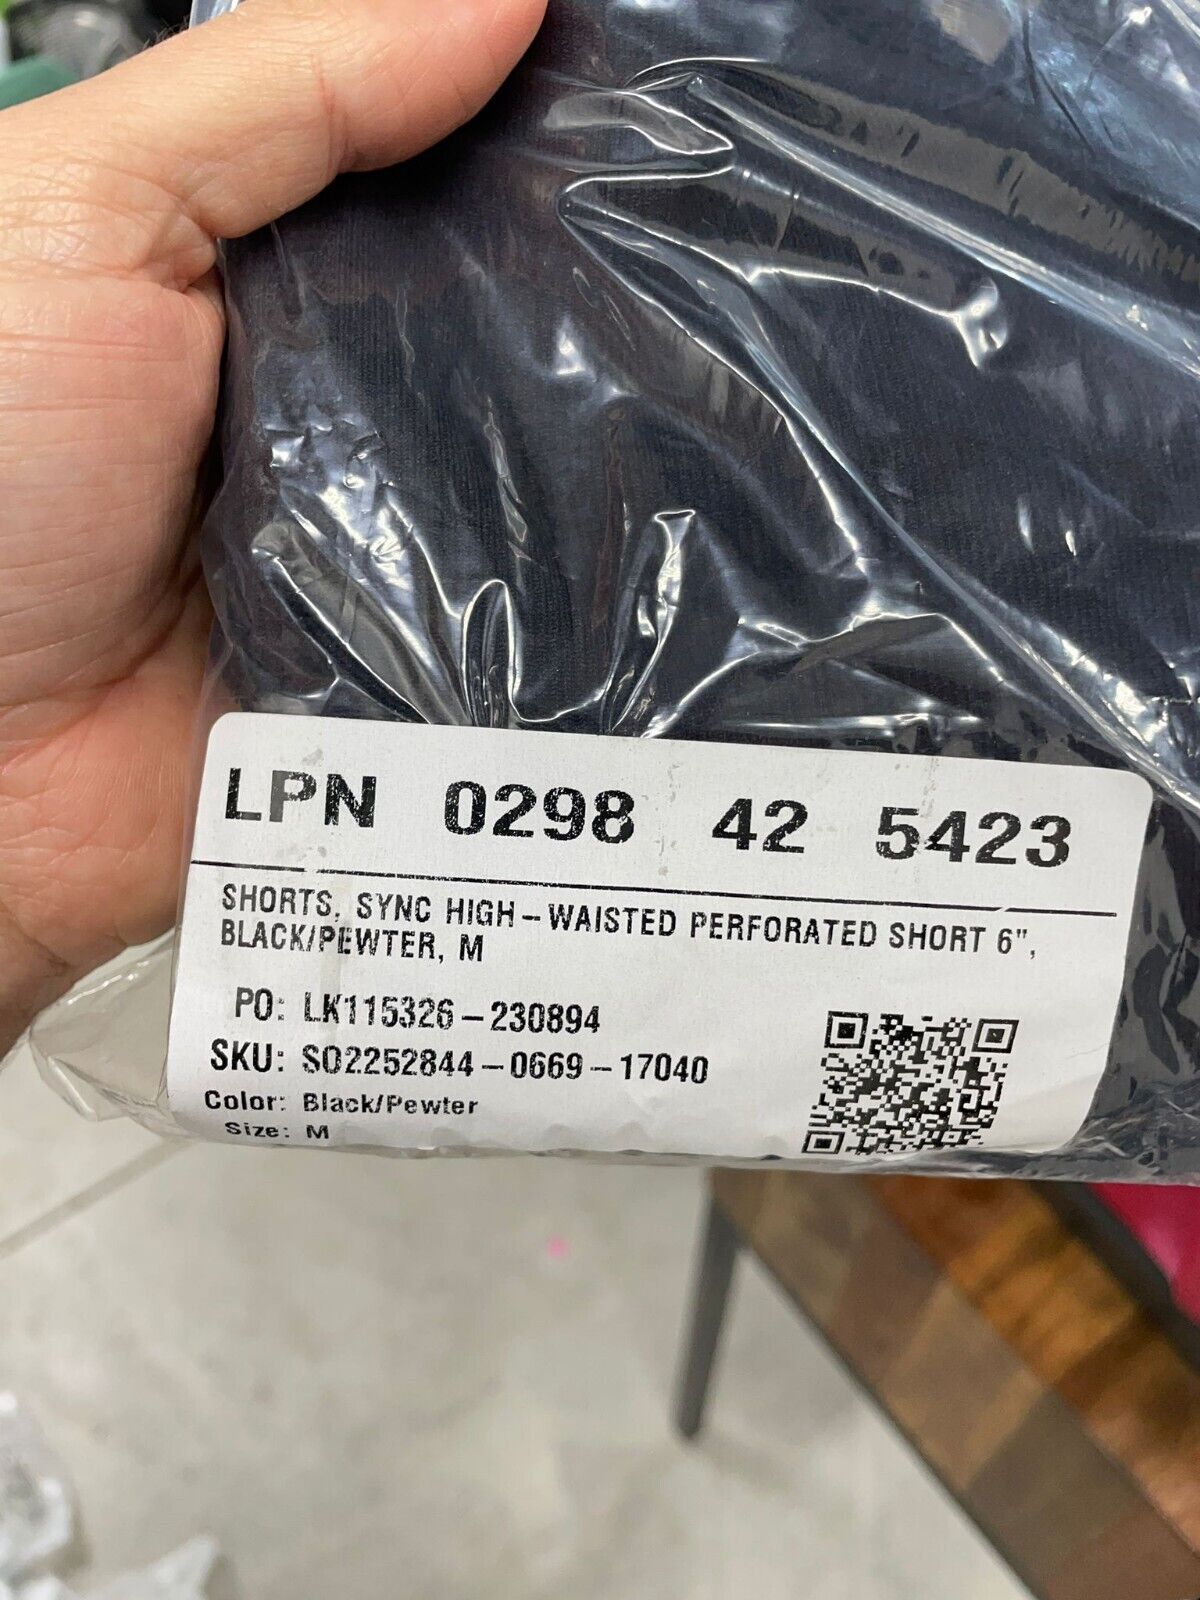 LPN 0298 42 5423
SHORTS, SYNC HIGH-WAISTED PERFORATED SHORT 6",
BLACK/PEWTER, M
PO: LK115326-230894
SKU: SO2252844-0669-17040
Color: Black/Pewter
Size: M